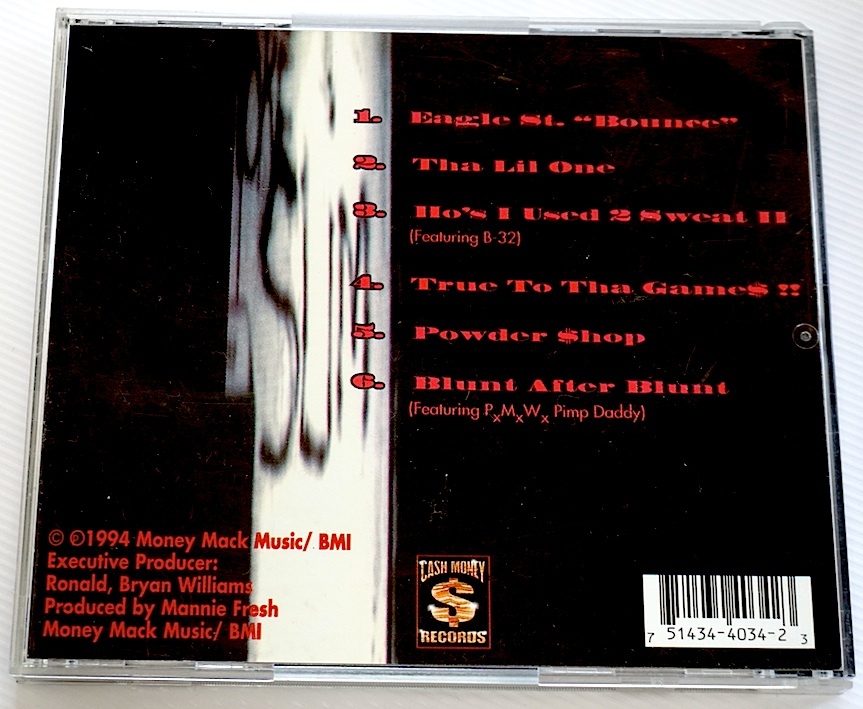 1. Eagle St. “Bounce”
2. Tha Lil One
3. Ho's I Used 2 Sweat II
(Featuring B-32)
4. True To Tha Game$ !!
5. Powder $hop
6. Blunt After Blunt
(Featuring PxMxWx Pimp Daddy)
© ℗1994 Money Mack Music/ BMI
Executive Producer:
Ronald, Bryan Williams
Produced by Mannie Fresh
Money Mack Music/ BMI
CASH MONEY
$
RECORDS
7 51434-4034-2 3